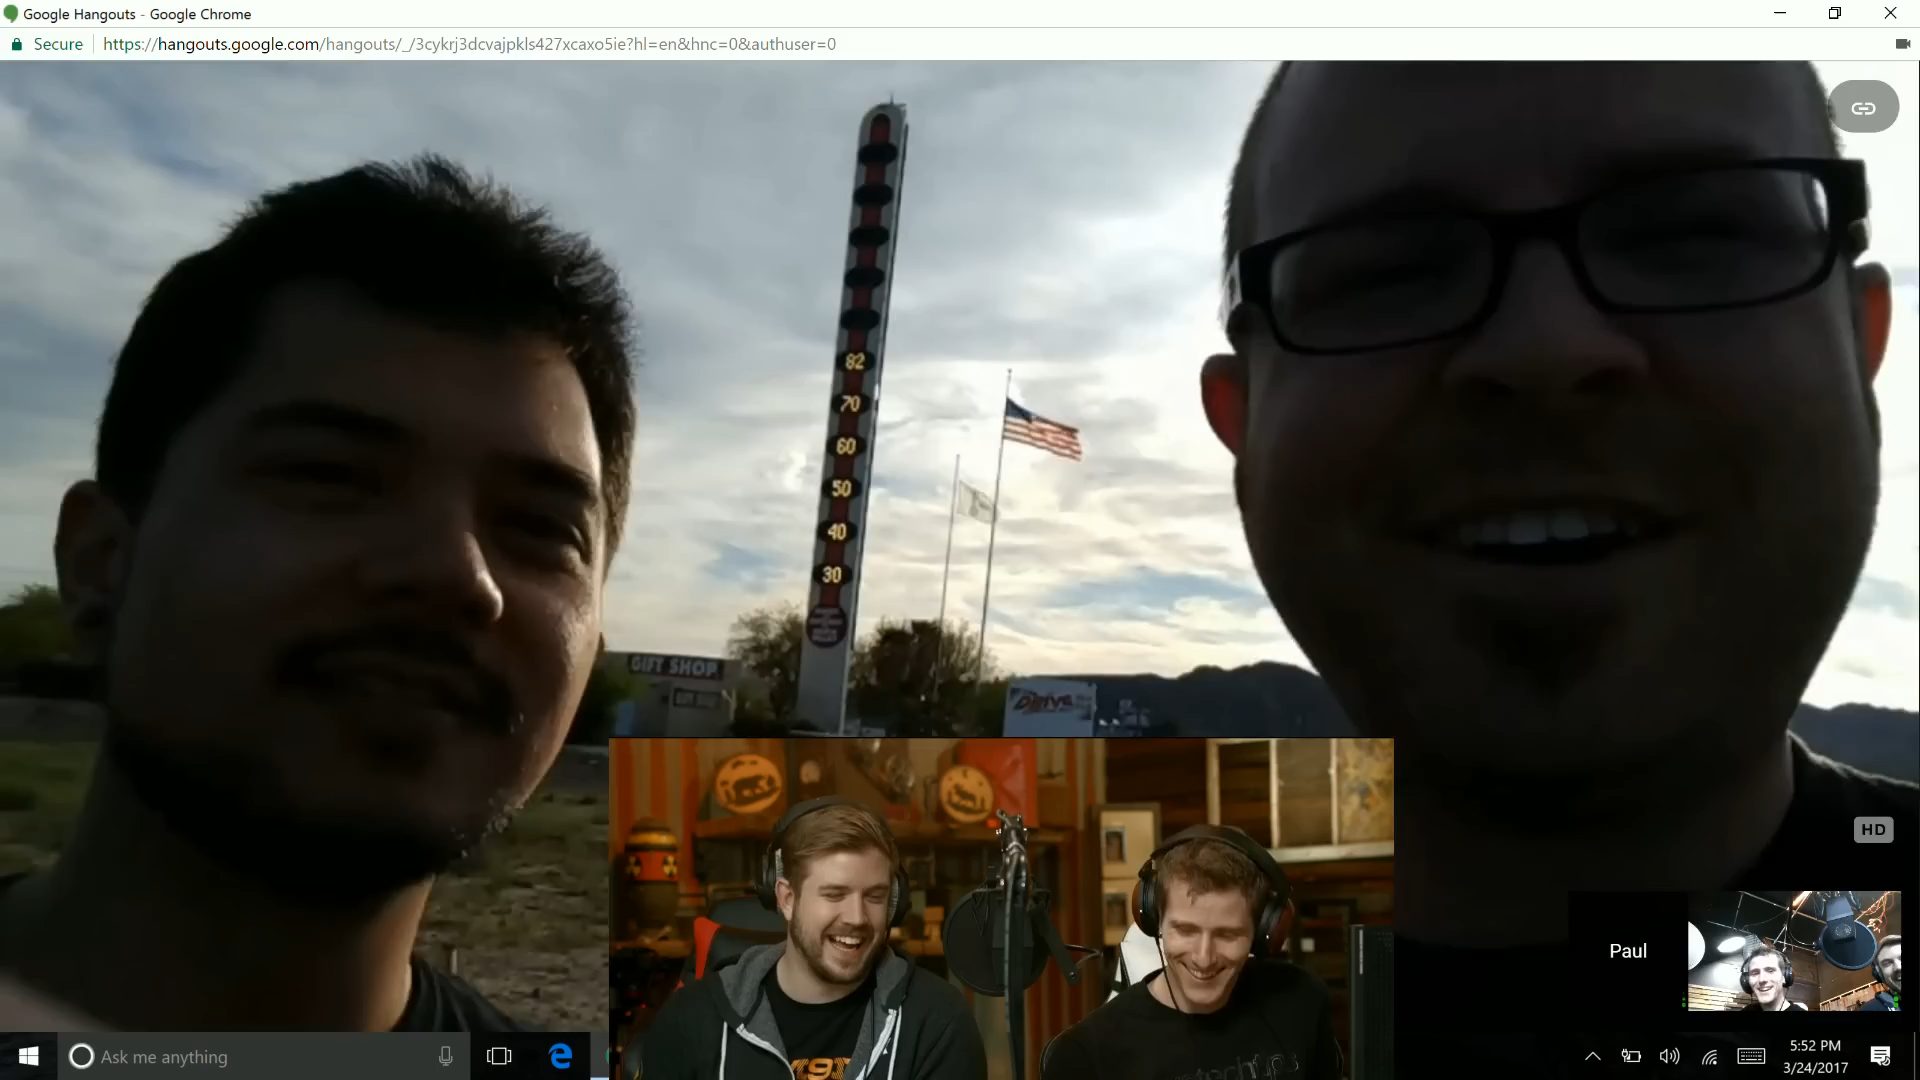 Google Hangouts - Google Chrome
Secure
https://hangouts.google.com/hangouts/_/3cykrj3dcvajpkls427xcaxo5ie?hl=en&hnc=0&authuser=0
82
70
60
50
40
30
GIFT SHOP
DRIVE
HD
Paul
Ask me anything
5:52 PM
3/24/2017